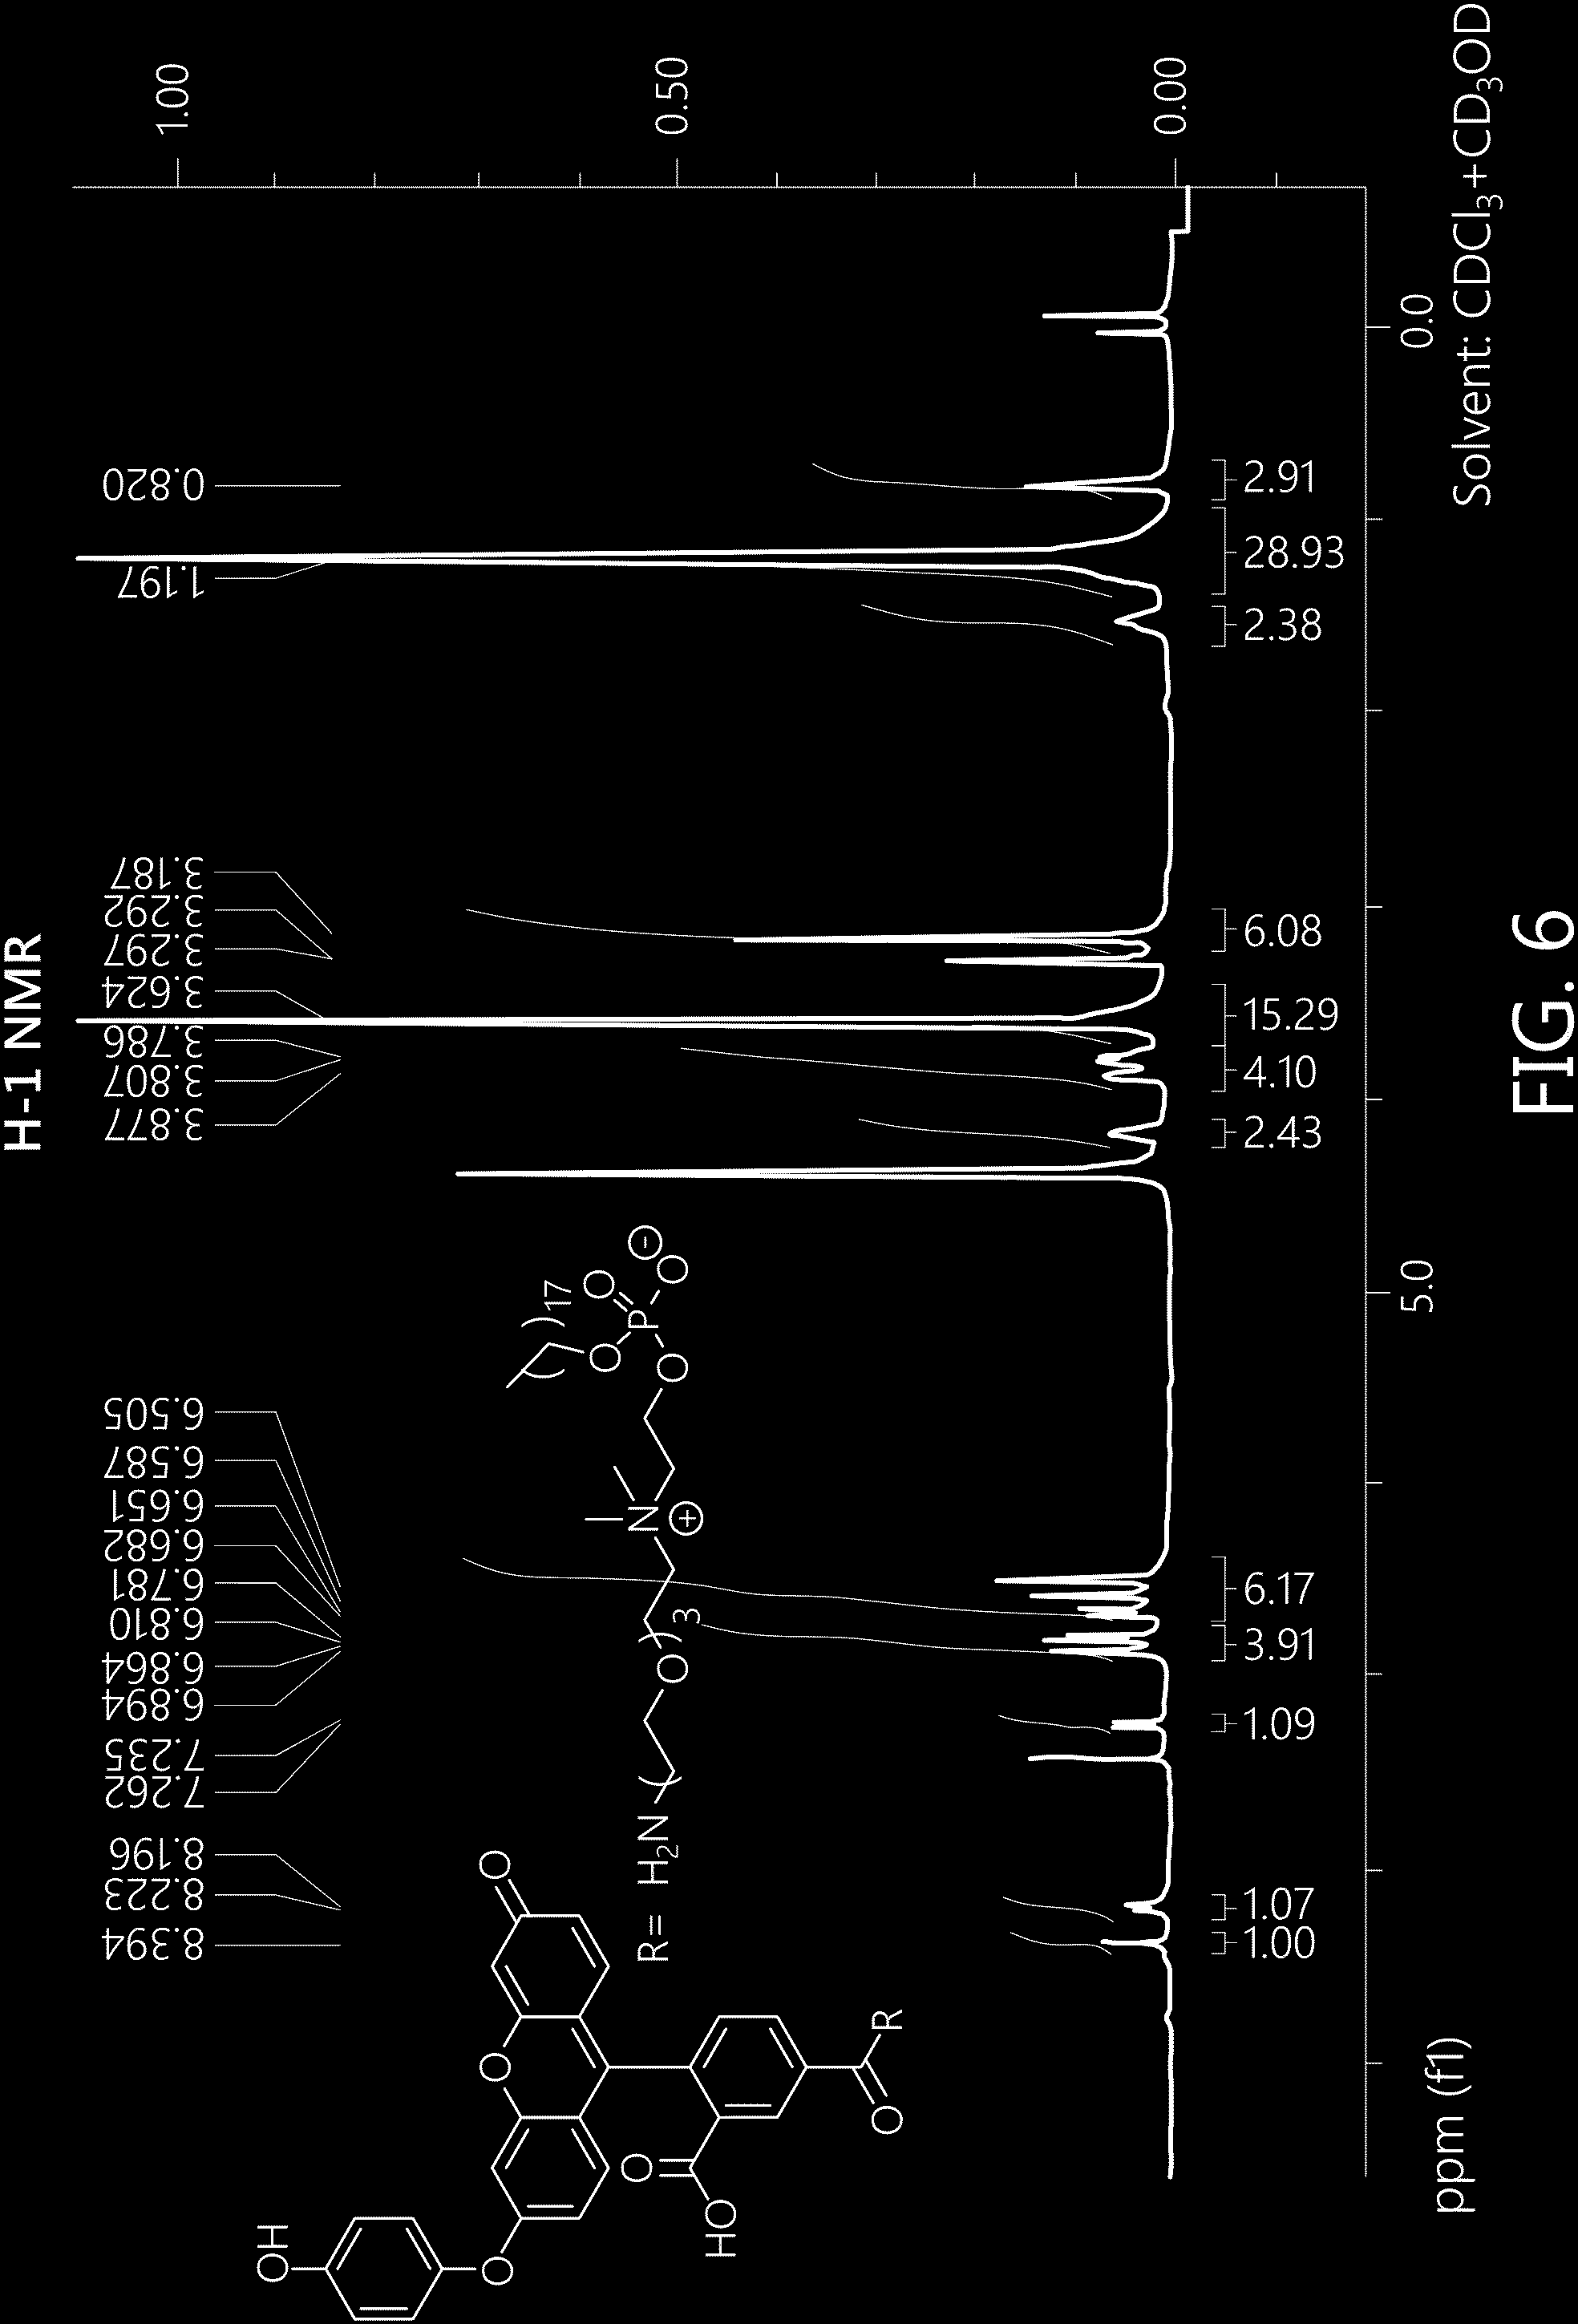 H-1 NMR
8.394
8.223
8.196
7.262
7.235
6.894
6.864
6.810
6.781
6.682
6.651
6.587
6.505
3.877
3.807
3.786
3.624
3.297
3.292
3.187
1.197
0.820
1.00
0.50
0.00
OH
O
O
O
HO
O
O
R
R=
H₂N
O
)₃
N
+
O
P
O
O
O
-
)₁₇
1.00
1.07
1.09
3.91
6.17
2.43
4.10
15.29
6.08
2.38
28.93
2.91
5.0
0.0
ppm (f1)
Solvent: CDCl₃+CD₃OD
FIG. 6